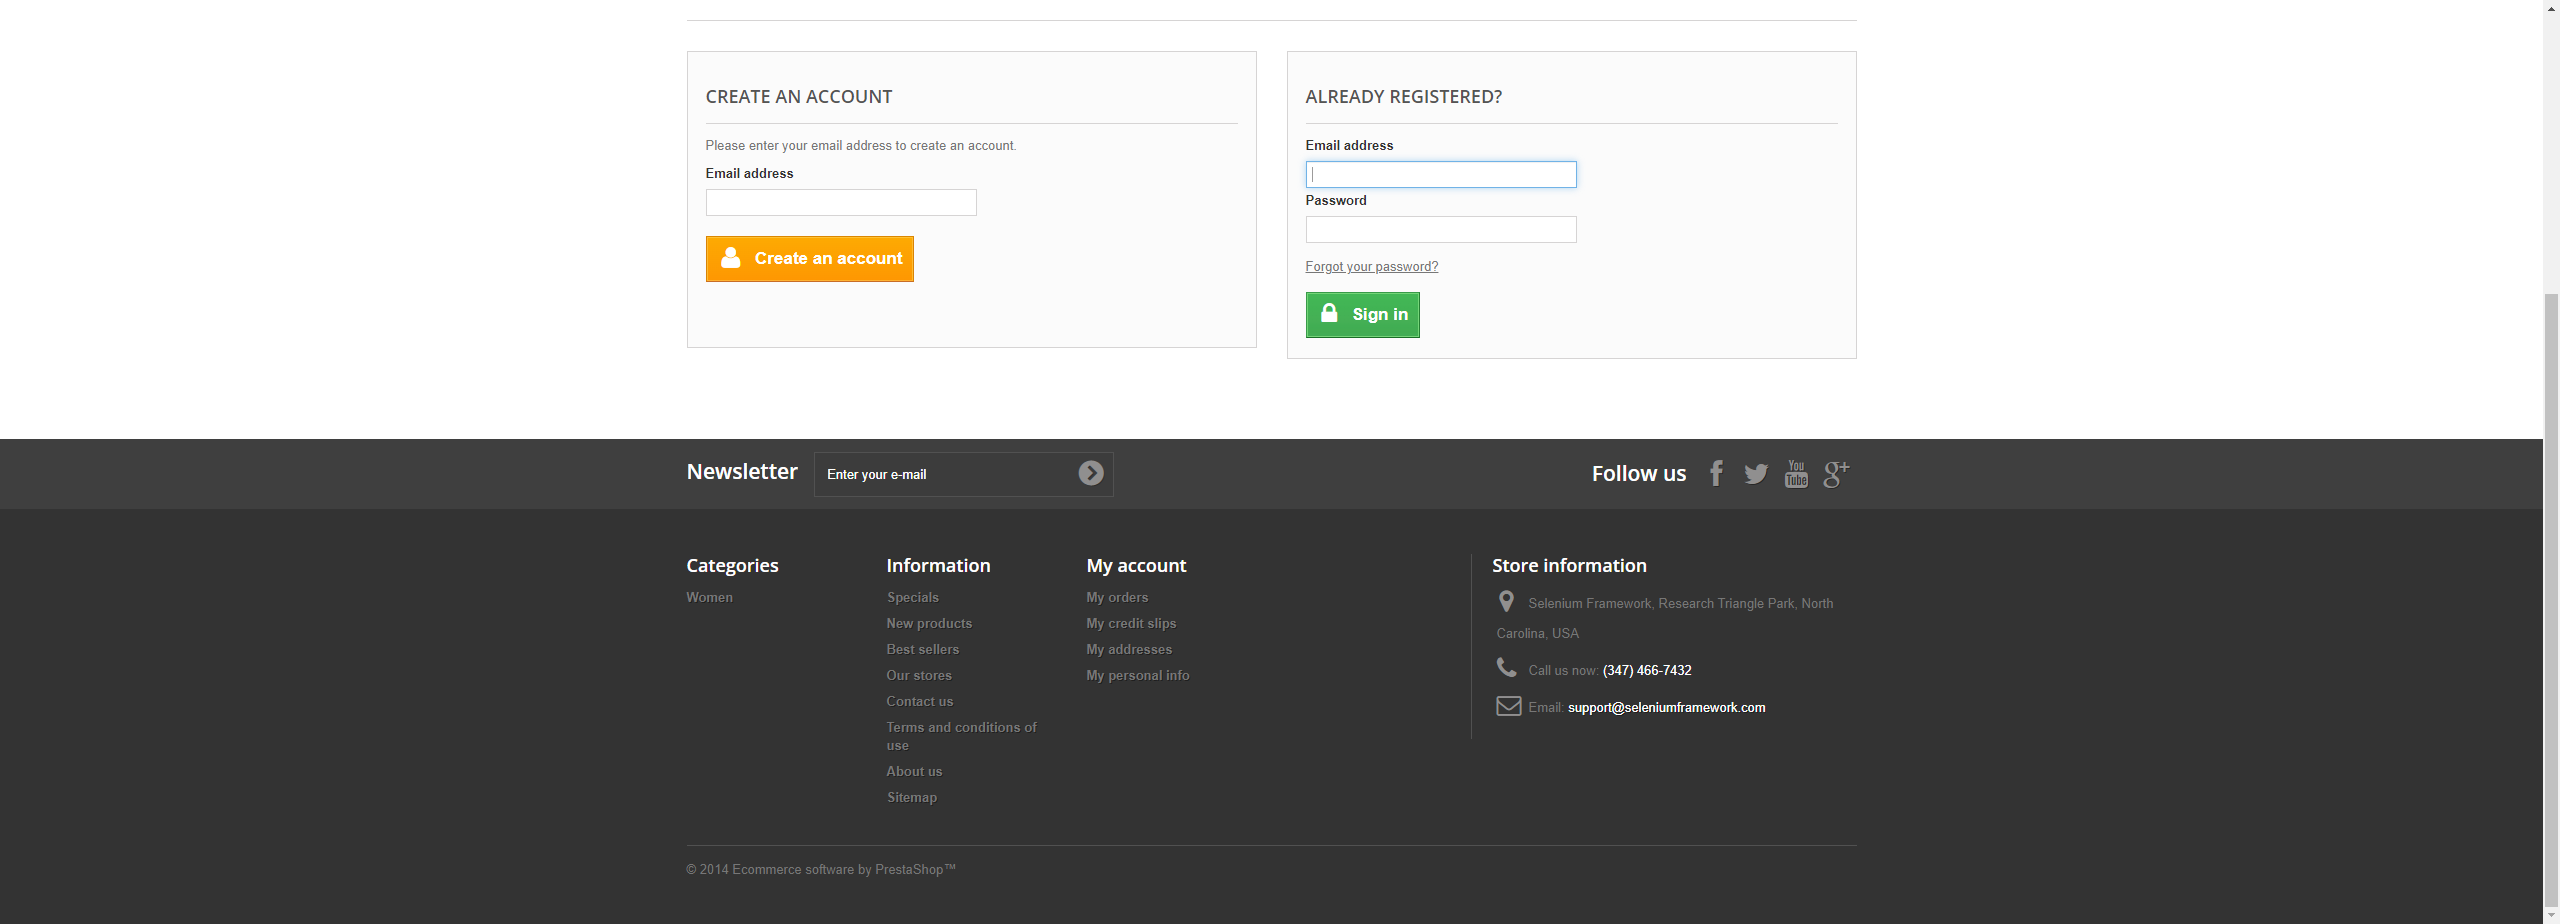 CREATE AN ACCOUNT
Please enter your email address to create an account.
Email address
Create an account
ALREADY REGISTERED?
Email address
Password
Forgot your password?
Sign in
Newsletter
Enter your e-mail
Follow us
You
Tube
g+
Categories
Women
Information
Specials
New products
Best sellers
Our stores
Contact us
Terms and conditions of
use
About us
Sitemap
My account
My orders
My credit slips
My addresses
My personal info
Store information
Selenium Framework, Research Triangle Park, North
Carolina, USA
Call us now: (347) 466-7432
Email: support@seleniumframework.com
© 2014 Ecommerce software by PrestaShop™